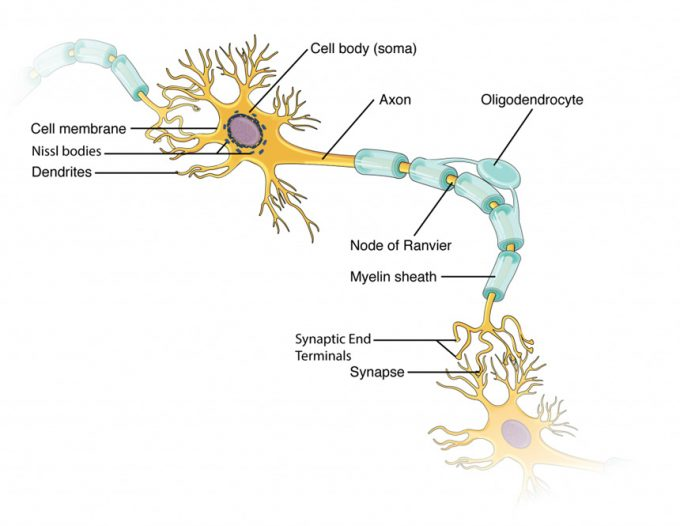 Cell body (soma)
Axon
Oligodendrocyte
Cell membrane
Nissl bodies
Dendrites
Node of Ranvier
Myelin sheath
Synaptic End
Terminals
Synapse